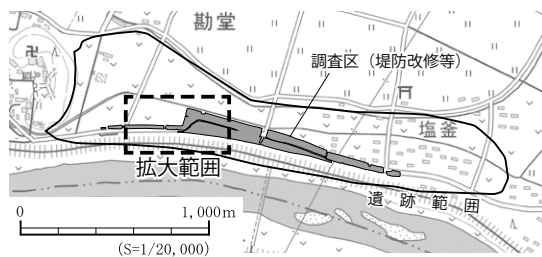 勘堂
調査区（堤防改修等）
塩釜
拡大範囲
遺跡範囲
0 1,000m
(S=1/20,000)